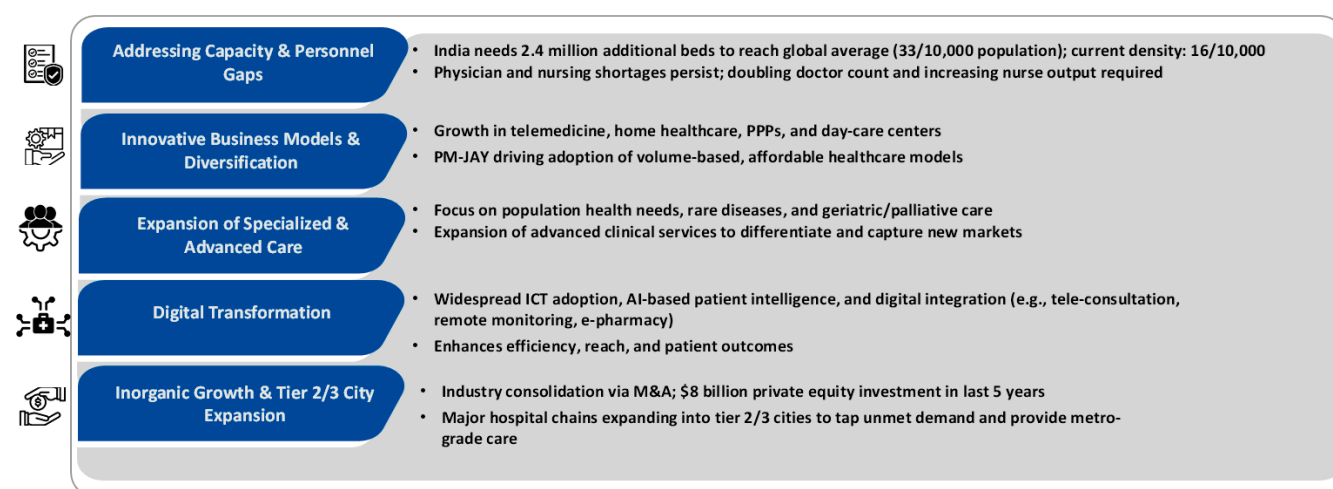 Addressing Capacity & Personnel
Gaps
• India needs 2.4 million additional beds to reach global average (33/10,000 population); current density: 16/10,000
• Physician and nursing shortages persist; doubling doctor count and increasing nurse output required
Innovative Business Models &
Diversification
• Growth in telemedicine, home healthcare, PPPs, and day-care centers
• PM-JAY driving adoption of volume-based, affordable healthcare models
Expansion of Specialized &
Advanced Care
• Focus on population health needs, rare diseases, and geriatric/palliative care
• Expansion of advanced clinical services to differentiate and capture new markets
Digital Transformation
• Widespread ICT adoption, AI-based patient intelligence, and digital integration (e.g., tele-consultation,
remote monitoring, e-pharmacy)
• Enhances efficiency, reach, and patient outcomes
Inorganic Growth & Tier 2/3 City
Expansion
• Industry consolidation via M&A; $8 billion private equity investment in last 5 years
• Major hospital chains expanding into tier 2/3 cities to tap unmet demand and provide metro-
grade care